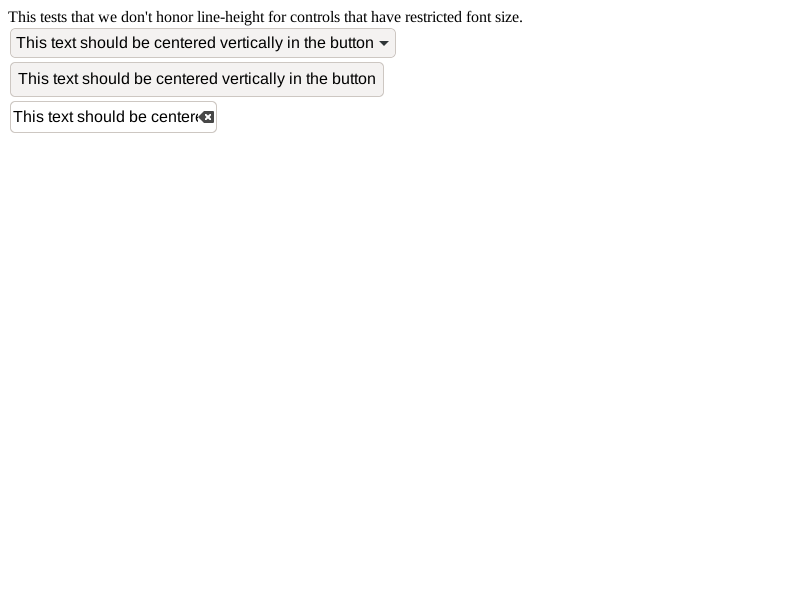 This tests that we don't honor line-height for controls that have restricted font size.
This text should be centered vertically in the button
This text should be centered vertically in the button
This text should be center